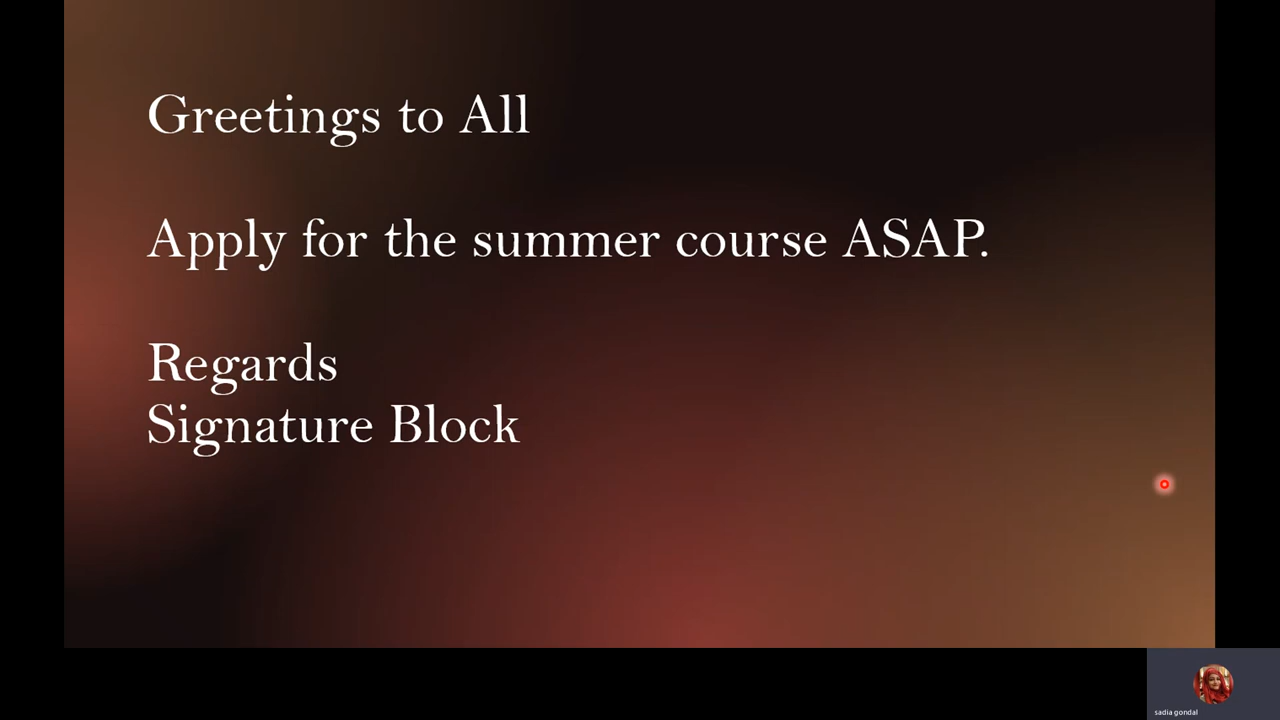 Greetings to All
Apply for the summer course ASAP.
Regards
Signature Block
sadia gondal